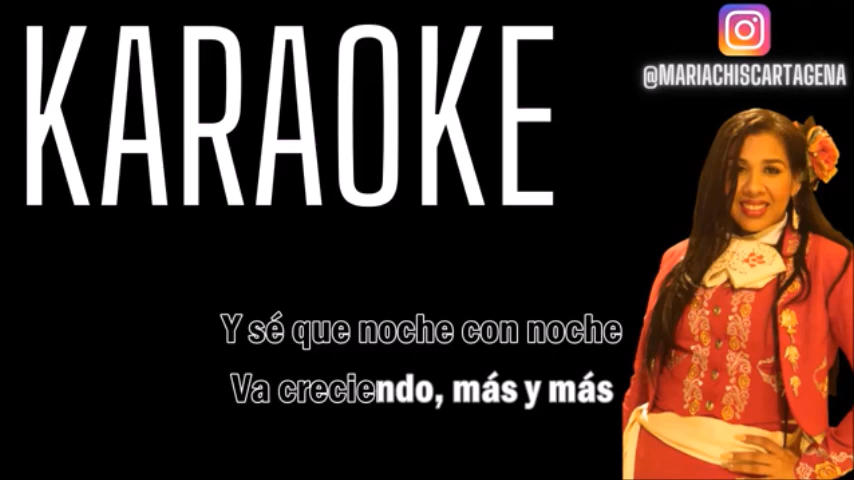 KARAOKE
@MARIACHISCARTAGENA
Y sé que noche con noche
Va creciendo, más y más